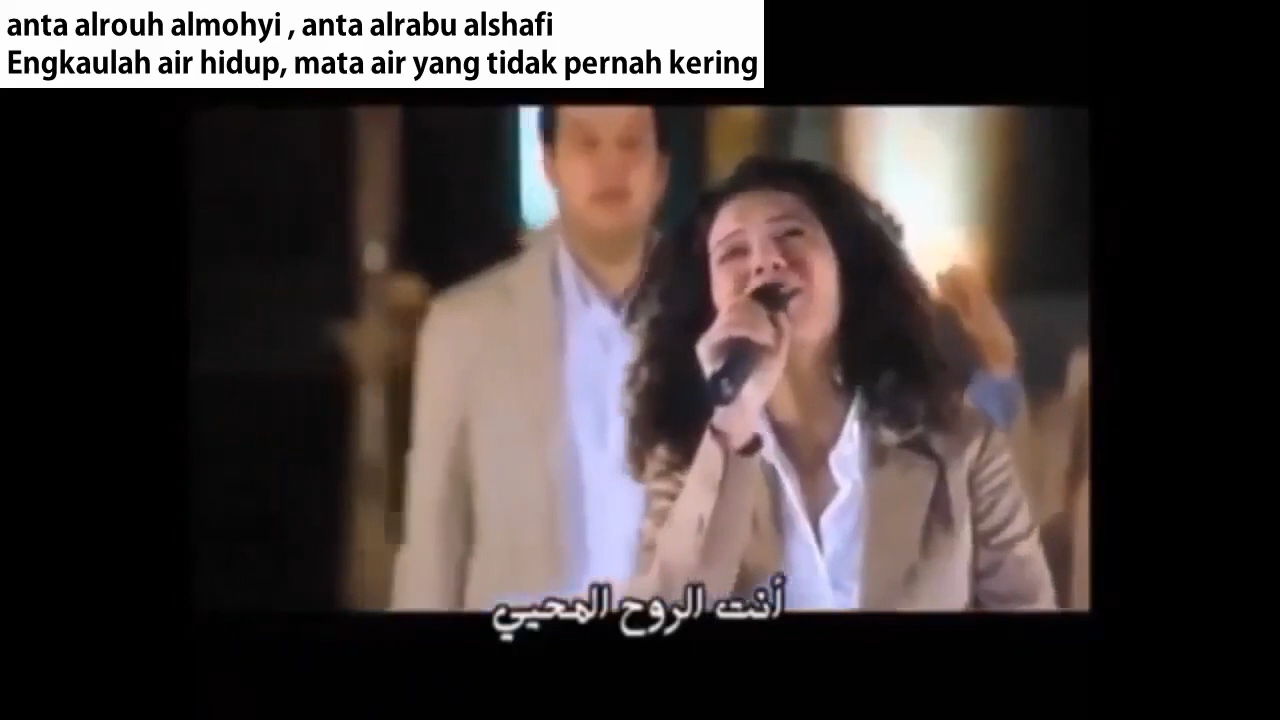 anta alrouh almohyi , anta alrabu alshafi
Engkaulah air hidup, mata air yang tidak pernah kering
أنت الروح المحيي